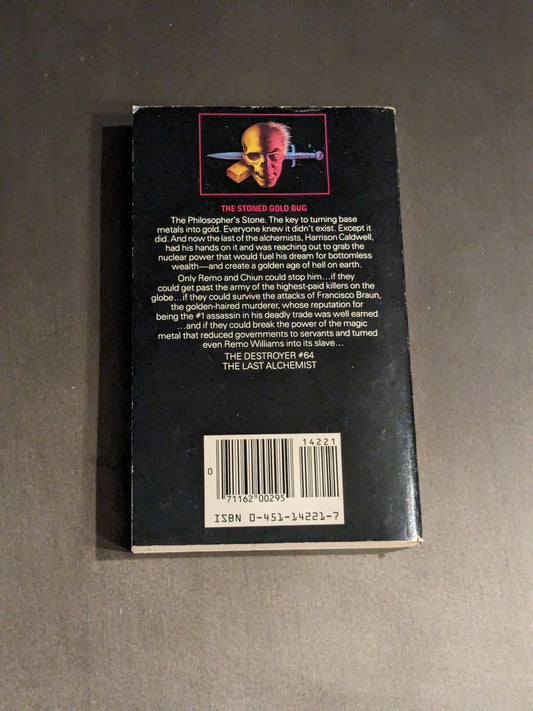 THE STONED GOLD BUG
The Philosopher's Stone. The key to turning base
metals into gold. Everyone knew it didn't exist. Except it
did. And now the last of the alchemists, Harrison Caldwell,
had his hands on it and was reaching out to grab the
nuclear power that would fuel his dream for bottomless
wealth—and create a golden age of hell on earth.
Only Remo and Chiun could stop him...if they
could get past the army of the highest-paid killers on the
globe...if they could survive the attacks of Francisco Braun,
the golden-haired murderer, whose reputation for
being the #1 assassin in his deadly trade was well earned
...and if they could break the power of the magic
metal that reduced governments to servants and turned
even Remo Williams into its slave...
THE DESTROYER #64
THE LAST ALCHEMIST
14221
0
71162 00295
ISBN 0-451-14221-7